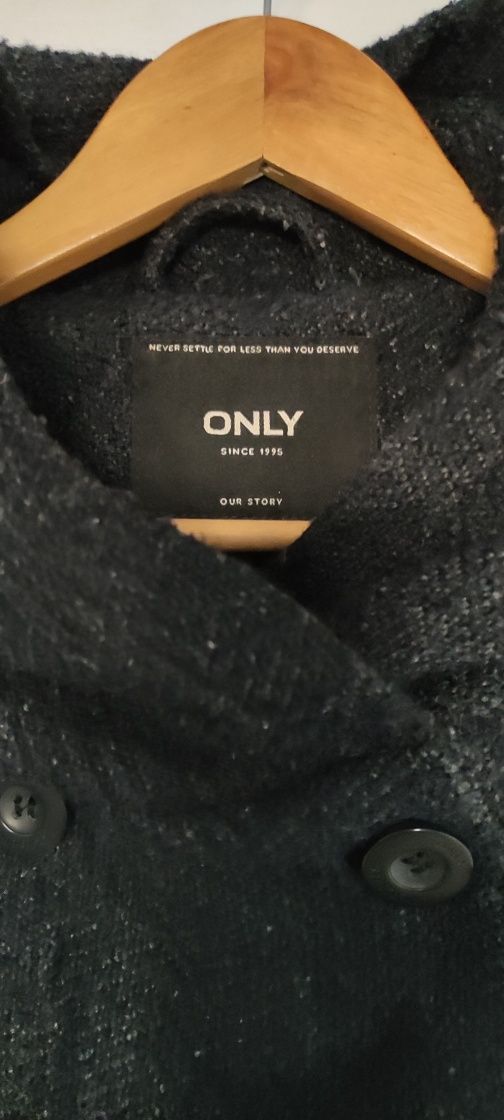 NEVER SETTLE FOR LESS THAN YOU DESERVE
ONLY
SINCE 1995
OUR STORY